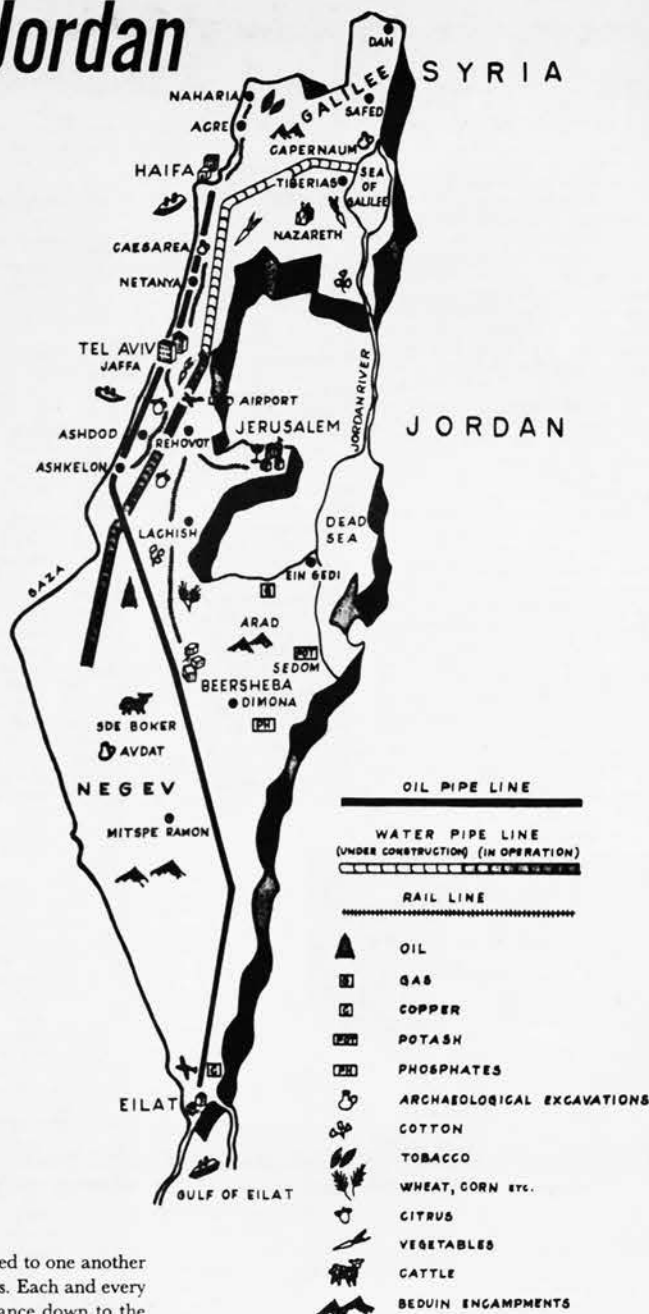 Jordan
DAN
SYRIA
NAHARIA
GALILEE
SAFED
ACRE
CAPERNAUM
HAIFA
TIBERIAS
SEA
OF
GALILEE
NAZARETH
CAESAREA
NETANYA
TEL AVIV
JAFFA
JORDAN RIVER
AIRPORT
JERUSALEM
JORDAN
ASHDOD
REHOVOT
ASHKELON
LACHISH
DEAD
SEA
GAZA
EIN GEDI
G
ARAD
POT
SEDOM
BEERSHEBA
DIMONA
PH
SDE BOKER
AVDAT
NEGEV
MITSPE RAMON
C
EILAT
GULF OF EILAT
OIL PIPE LINE
WATER PIPE LINE
(UNDER CONSTRUCTION) (IN OPERATION)
RAIL LINE
OIL
G GAS
C COPPER
POT POTASH
PH PHOSPHATES
ARCHAEOLOGICAL EXCAVATIONS
COTTON
TOBACCO
WHEAT, CORN ETC.
CITRUS
VEGETABLES
CATTLE
BEDUIN ENCAMPMENTS
ed to one another
s. Each and every
ance down to the